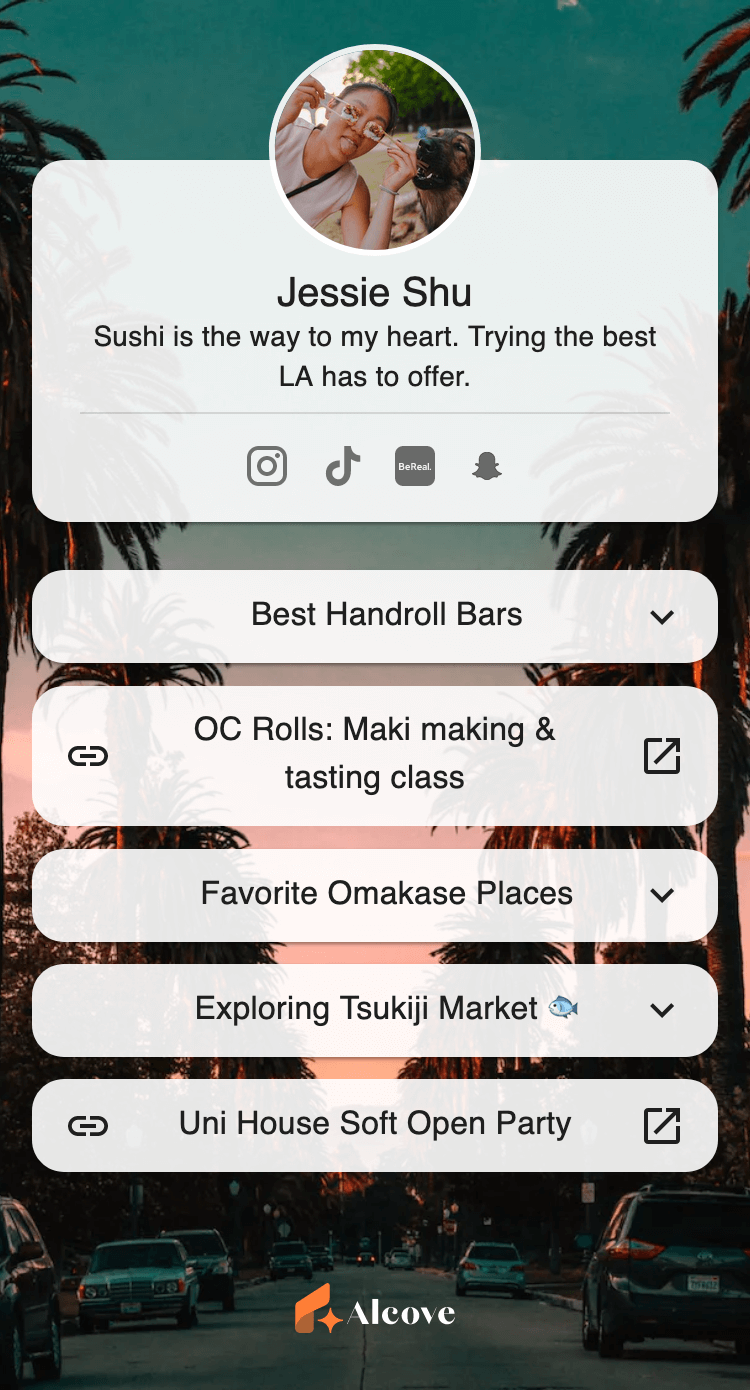 Jessie Shu
Sushi is the way to my heart. Trying the best
LA has to offer.
BeReal.
Best Handroll Bars
OC Rolls: Maki making &
tasting class
Favorite Omakase Places
Exploring Tsukiji Market 🐟
Uni House Soft Open Party
Alcove